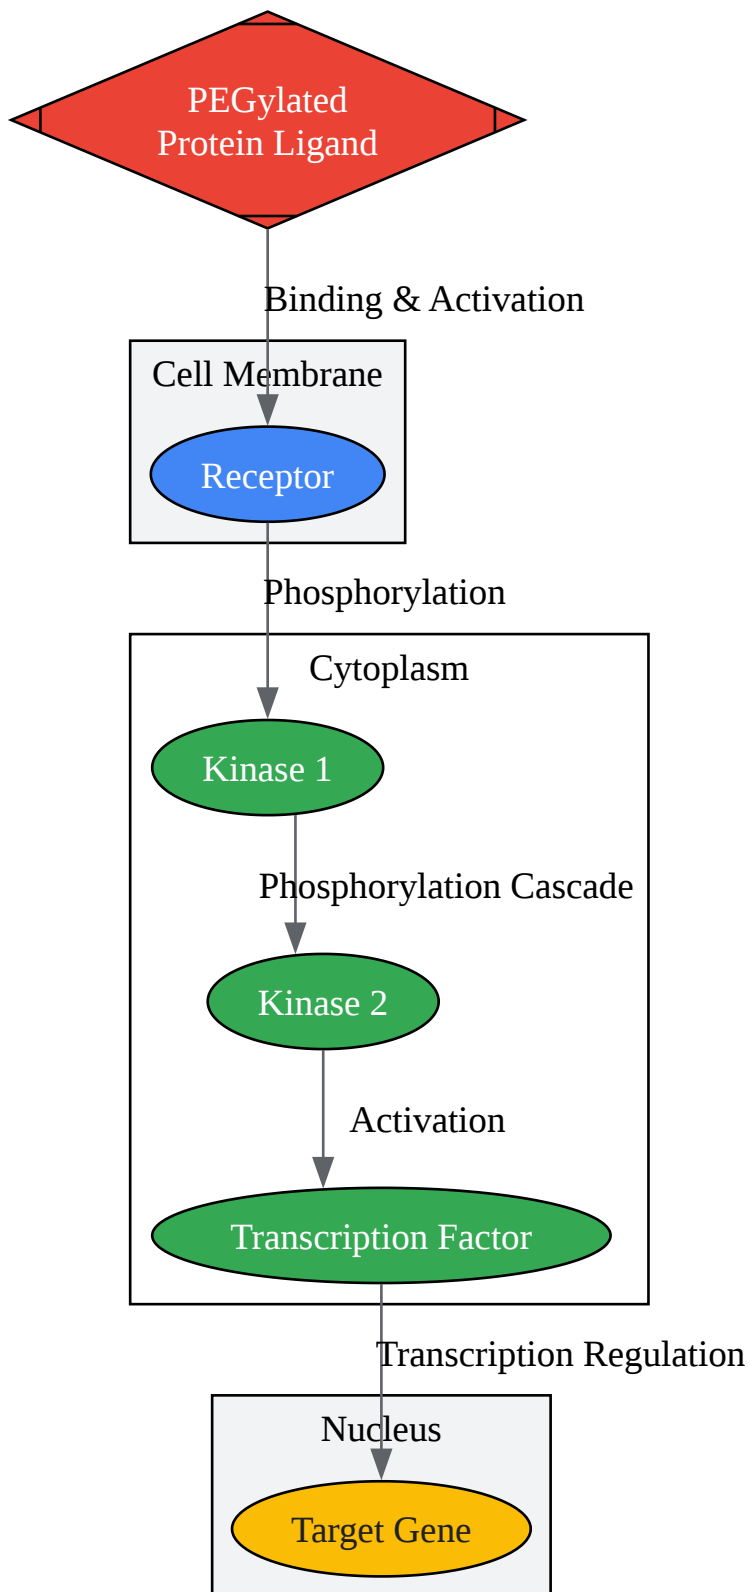 PEGylated
Protein Ligand
Binding & Activation
Cell Membrane
Receptor
Phosphorylation
Cytoplasm
Kinase 1
Phosphorylation Cascade
Kinase 2
Activation
Transcription Factor
Transcription Regulation
Nucleus
Target Gene